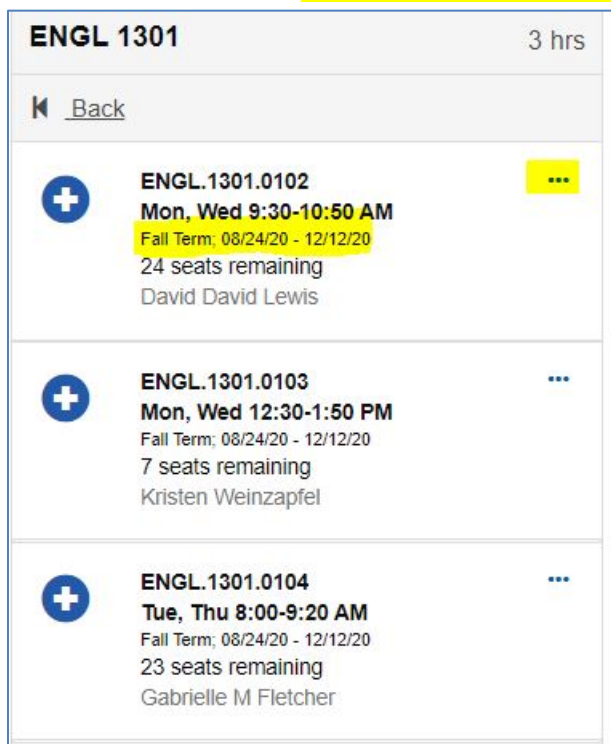 ENGL 1301
3 hrs
Back
ENGL.1301.0102
Mon, Wed 9:30-10:50 AM
Fall Term; 08/24/20 - 12/12/20
24 seats remaining
David David Lewis
ENGL.1301.0103
Mon, Wed 12:30-1:50 PM
Fall Term; 08/24/20 - 12/12/20
7 seats remaining
Kristen Weinzapfel
ENGL.1301.0104
Tue, Thu 8:00-9:20 AM
Fall Term; 08/24/20 - 12/12/20
23 seats remaining
Gabrielle M Fletcher